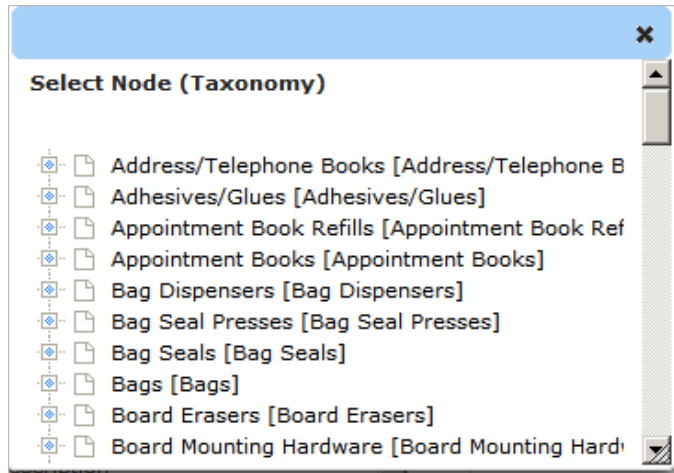 Select Node (Taxonomy)
Address/Telephone Books [Address/Telephone B
Adhesives/Glues [Adhesives/Glues]
Appointment Book Refills [Appointment Book Ref
Appointment Books [Appointment Books]
Bag Dispensers [Bag Dispensers]
Bag Seal Presses [Bag Seal Presses]
Bag Seals [Bag Seals]
Bags [Bags]
Board Erasers [Board Erasers]
Board Mounting Hardware [Board Mounting Hard